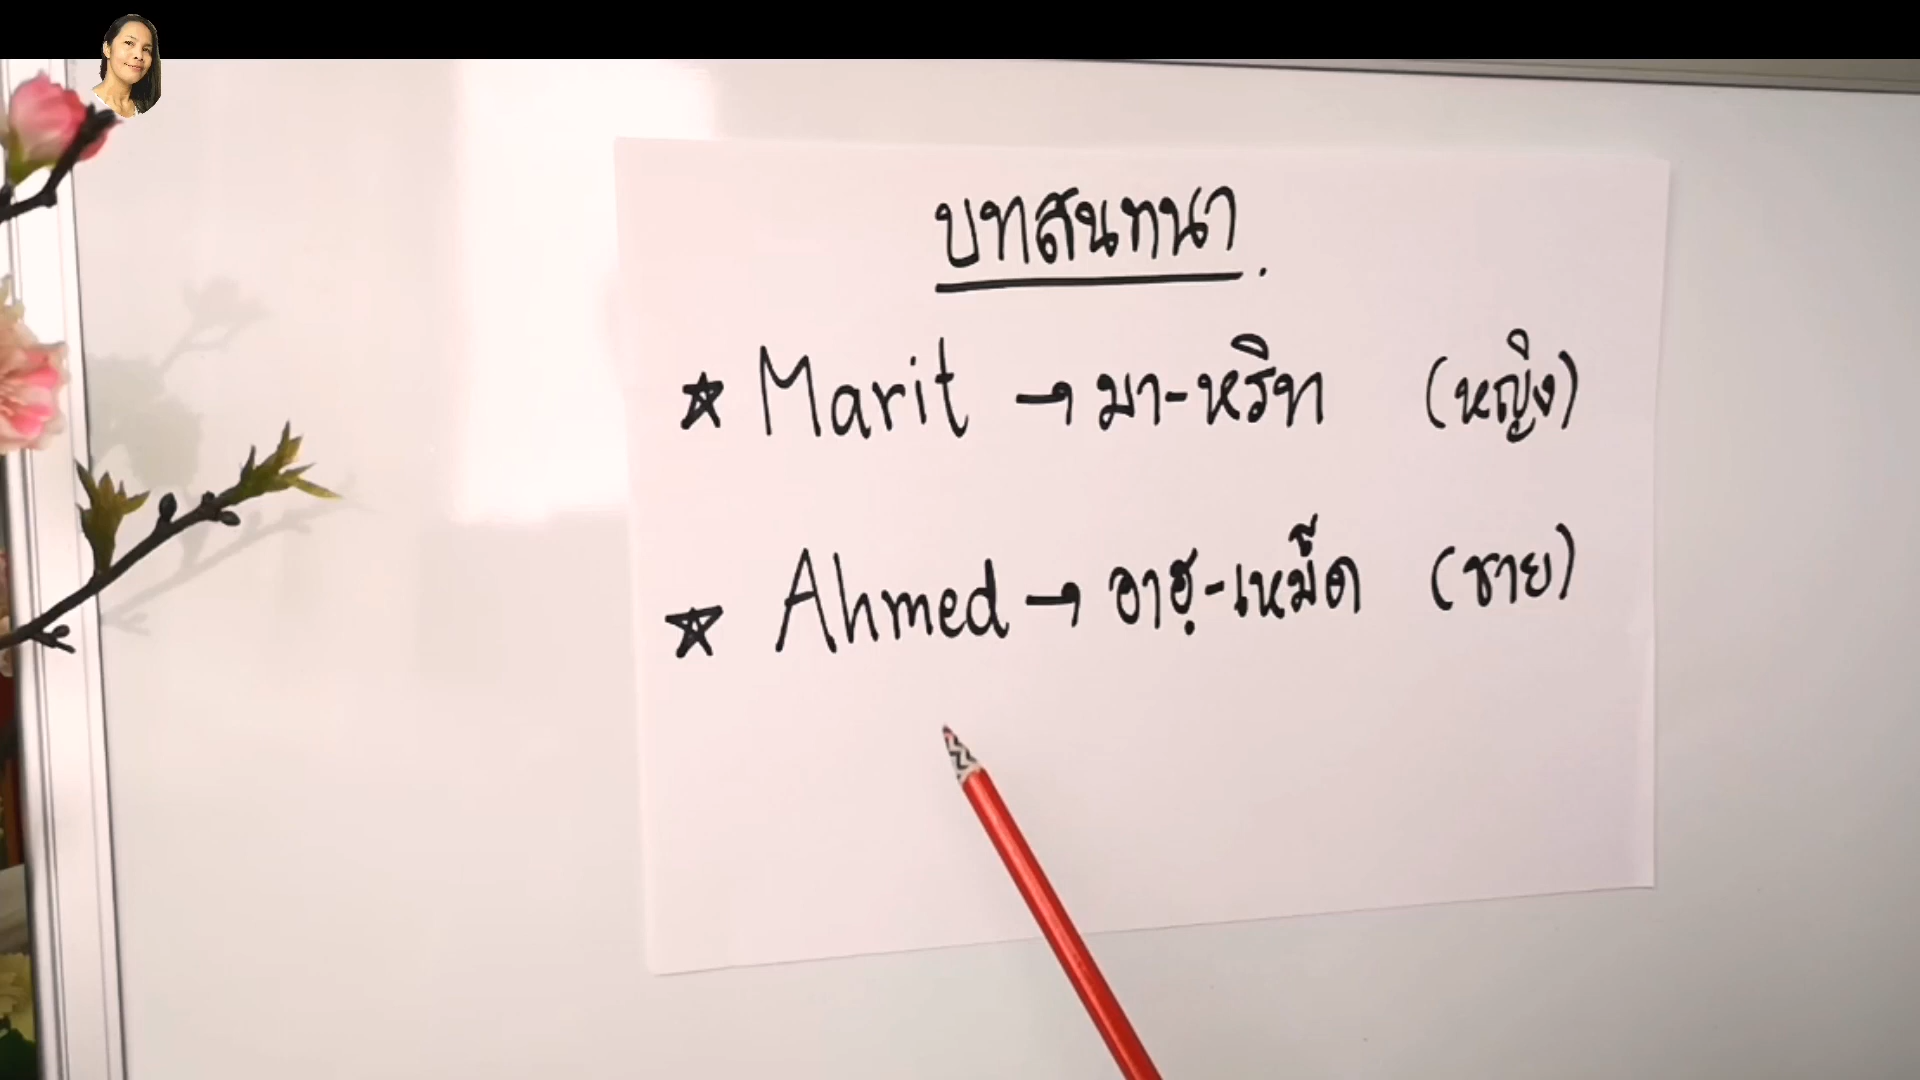 บทสนทนา.
☆ Marit → มา-หริท (หญิง)
☆ Ahmed → อาฮฺ-เหม็ด (ชาย)